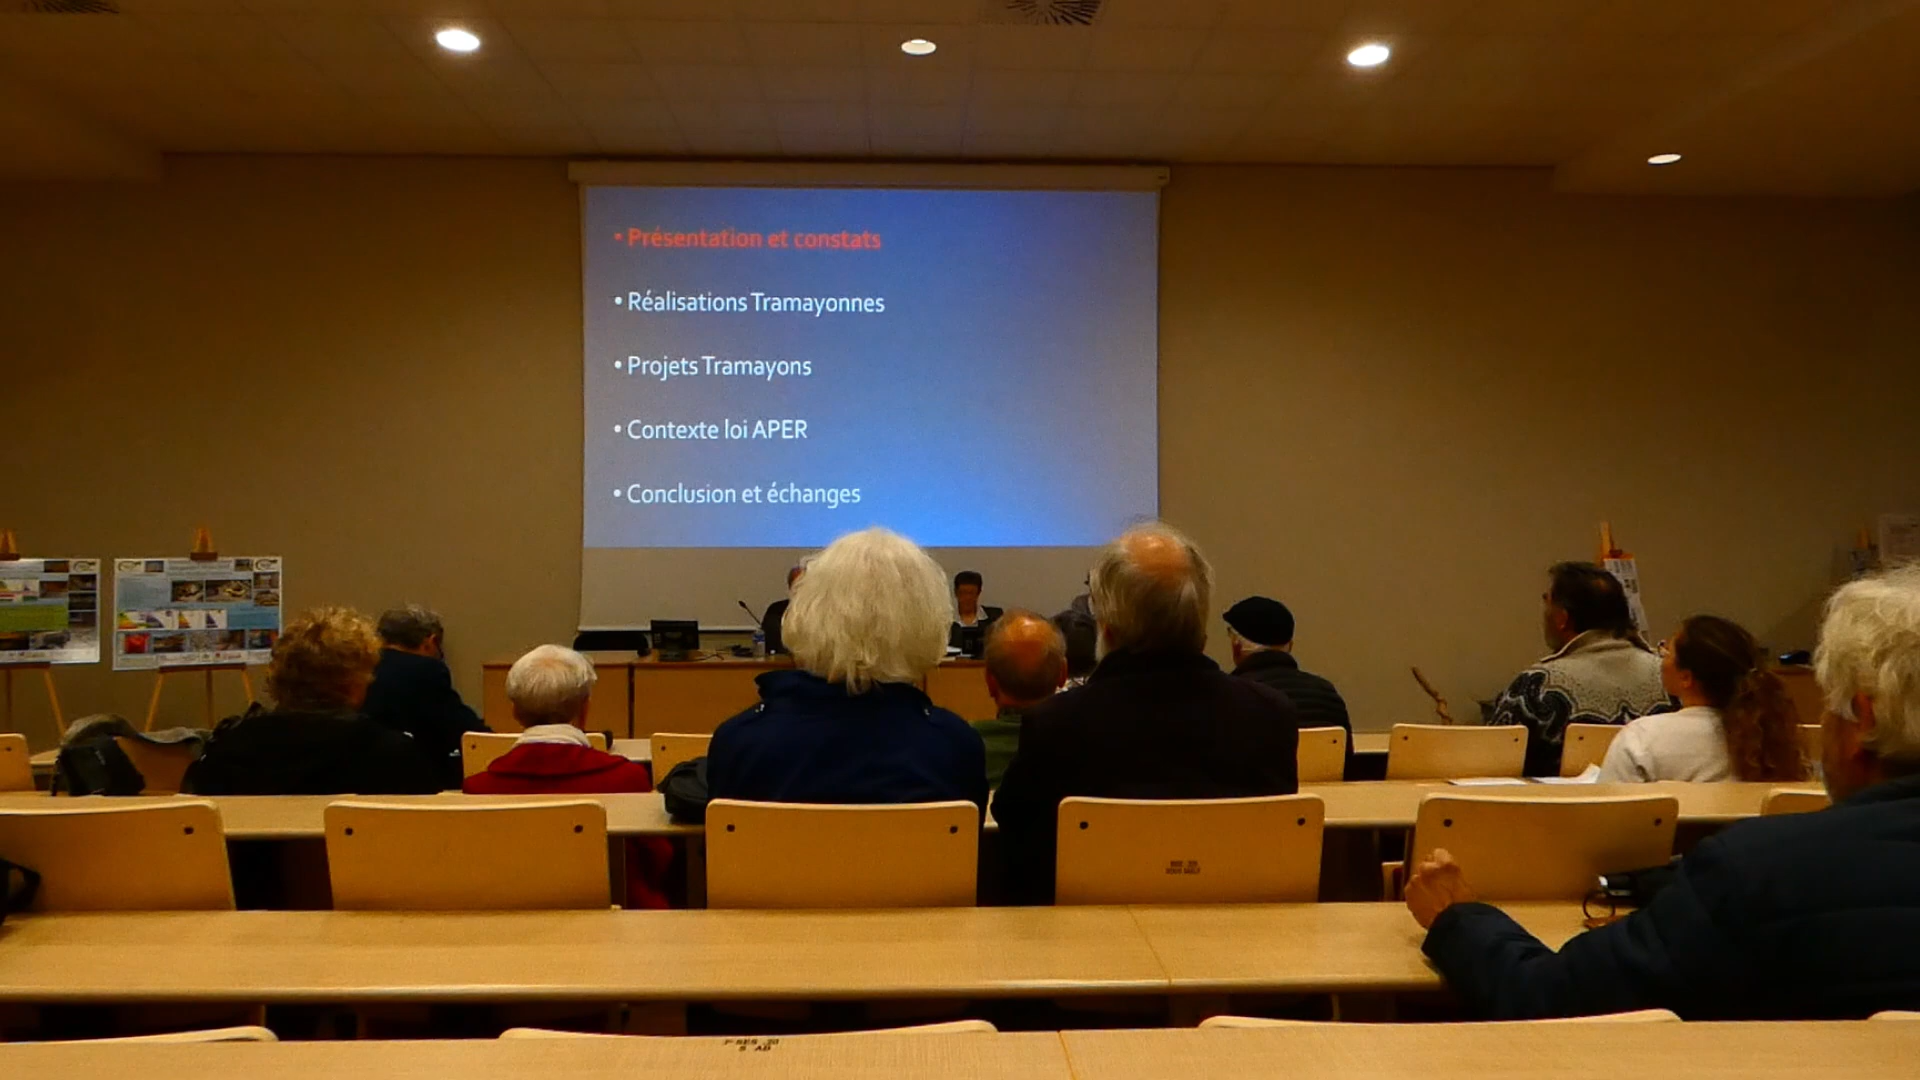 • Présentation et constats
• Réalisations Tramayonnes
• Projets Tramayons
• Contexte loi APER
• Conclusion et échanges